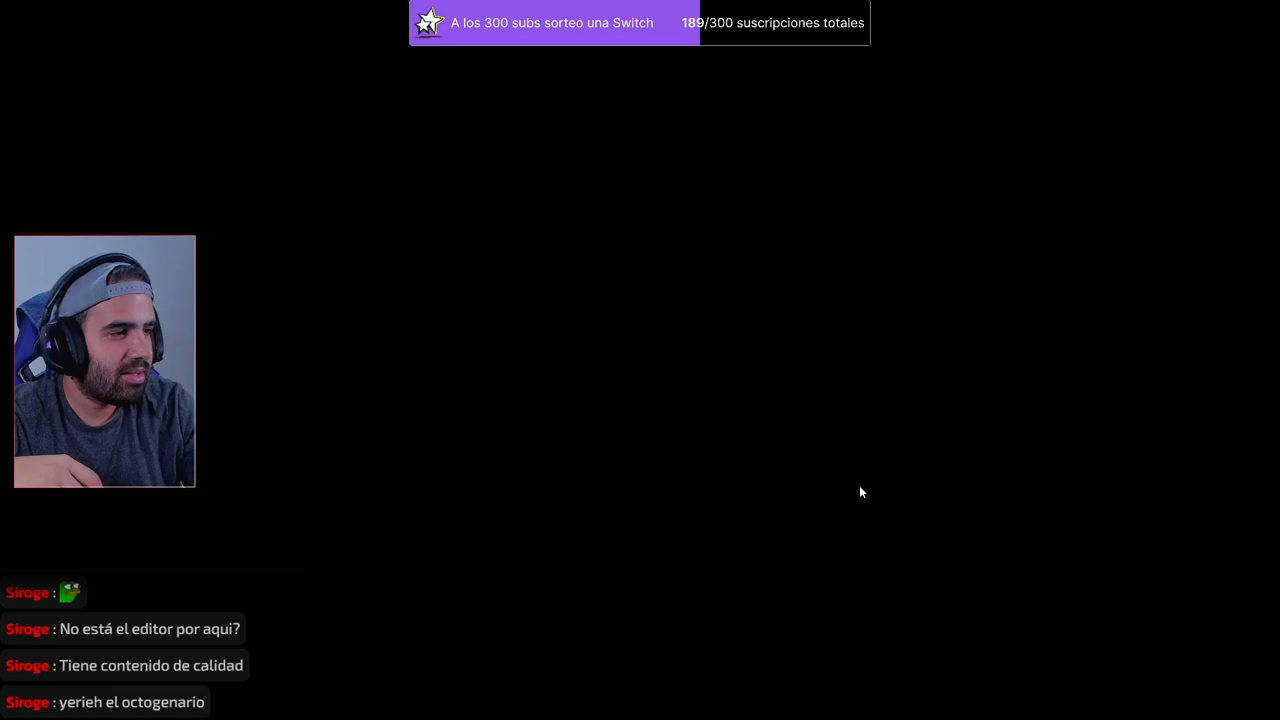 A los 300 subs sorteo una Switch 189/300 suscripciones totales
Siroge :
Siroge : No está el editor por aqui?
Siroge : Tiene contenido de calidad
Siroge : yerieh el octogenario